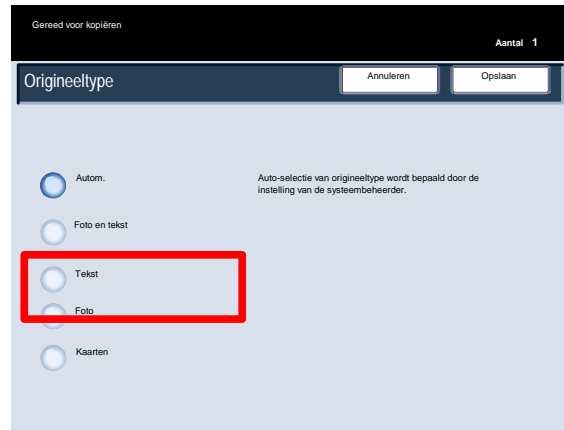 Gereed voor kopiëren
Aantal 1
Origineeltype
Annuleren
Opslaan
Autom.
Auto-selectie van origineeltype wordt bepaald door de
instelling van de systeembeheerder.
Foto en tekst
Tekst
Foto
Kaarten